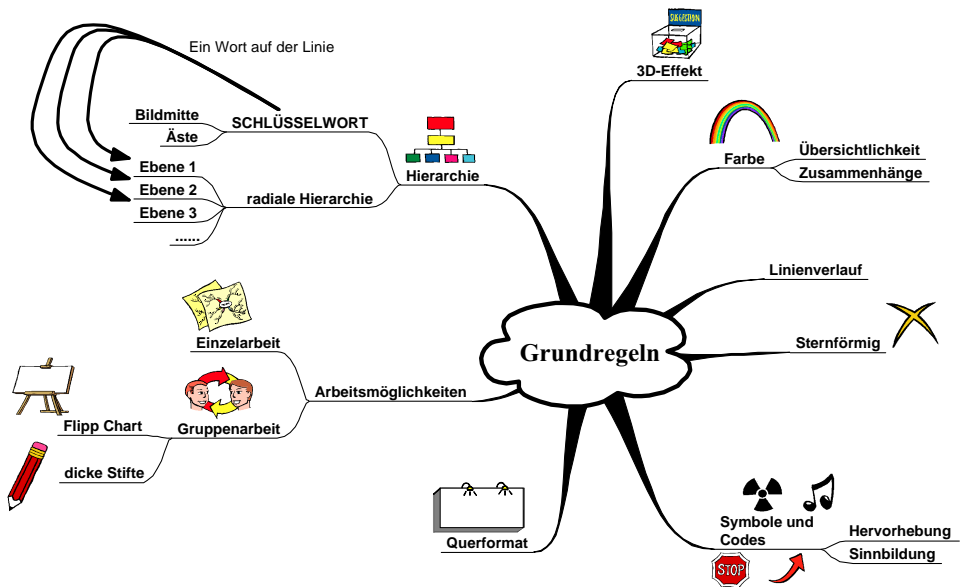 Ein Wort auf der Linie
SUGGESTION
3D-Effekt
Bildmitte
SCHLÜSSELWORT
Äste
Ebene 1
Hierarchie
Ebene 2
radiale Hierarchie
Ebene 3
......
Farbe
Übersichtlichkeit
Zusammenhänge
Linienverlauf
Sternförmig
Grundregeln
Einzelarbeit
Arbeitsmöglichkeiten
Gruppenarbeit
Flipp Chart
dicke Stifte
Querformat
Symbole und
Codes
STOP
Hervorhebung
Sinnbildung